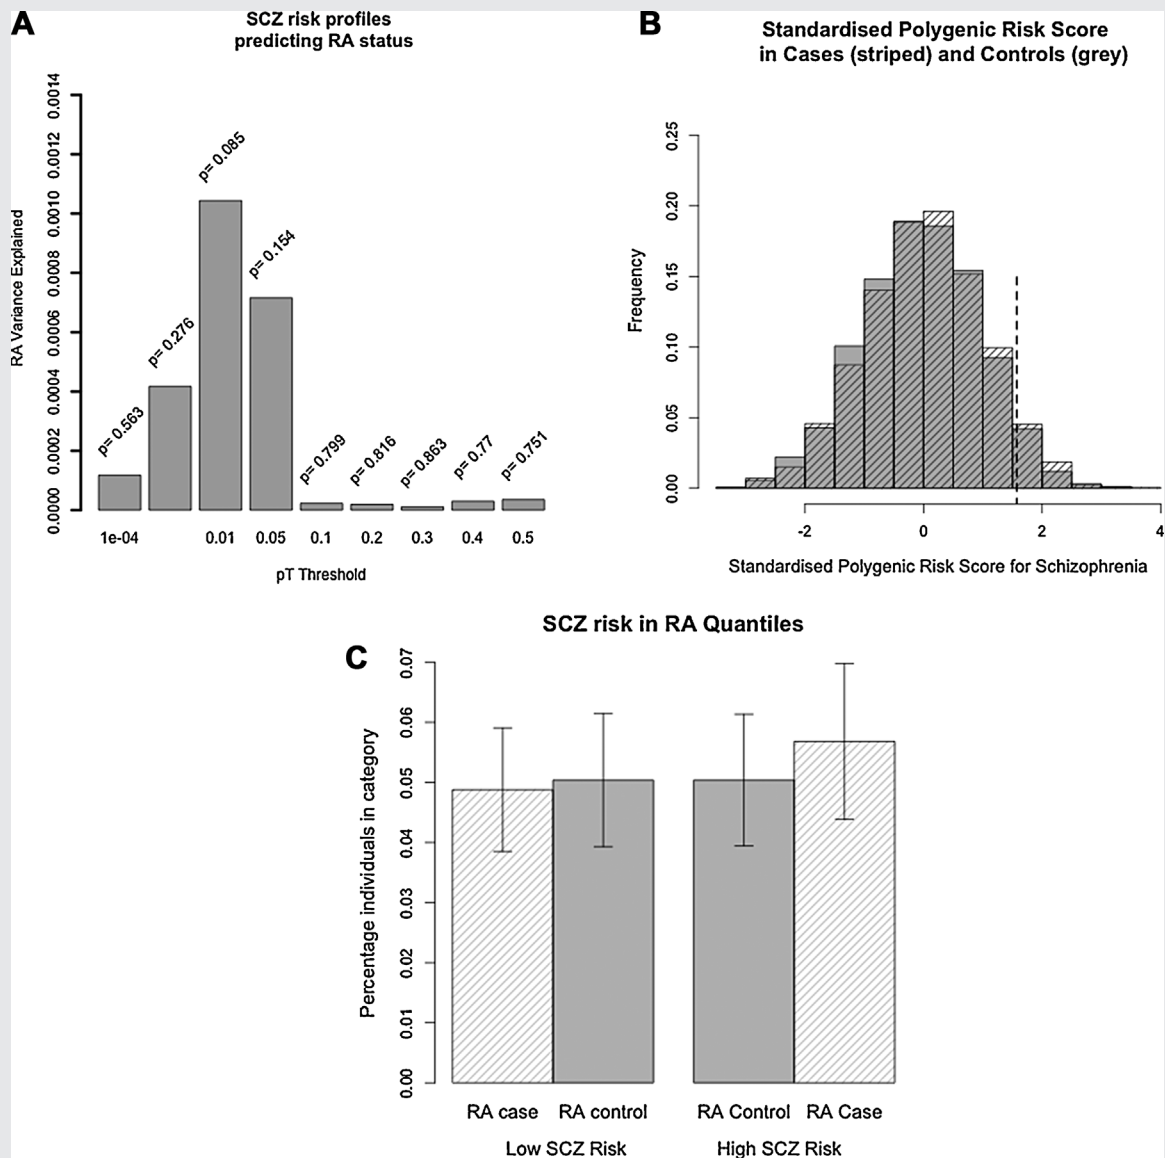 A
SCZ risk profiles
predicting RA status
RA Variance Explained
0.0000 0.0002 0.0004 0.0006 0.0008 0.0010 0.0012 0.0014
p= 0.563
p= 0.276
p= 0.085
p= 0.154
p= 0.799
p= 0.816
p= 0.863
p= 0.77
p= 0.751
1e-04 0.01 0.05 0.1 0.2 0.3 0.4 0.5
pT Threshold
B
Standardised Polygenic Risk Score
in Cases (striped) and Controls (grey)
Frequency
0.00 0.05 0.10 0.15 0.20 0.25
-2 0 2 4
Standardised Polygenic Risk Score for Schizophrenia
SCZ risk in RA Quantiles
C
Percentage individuals in category
0.00 0.01 0.02 0.03 0.04 0.05 0.06 0.07
RA case RA control RA Control RA Case
Low SCZ Risk High SCZ Risk